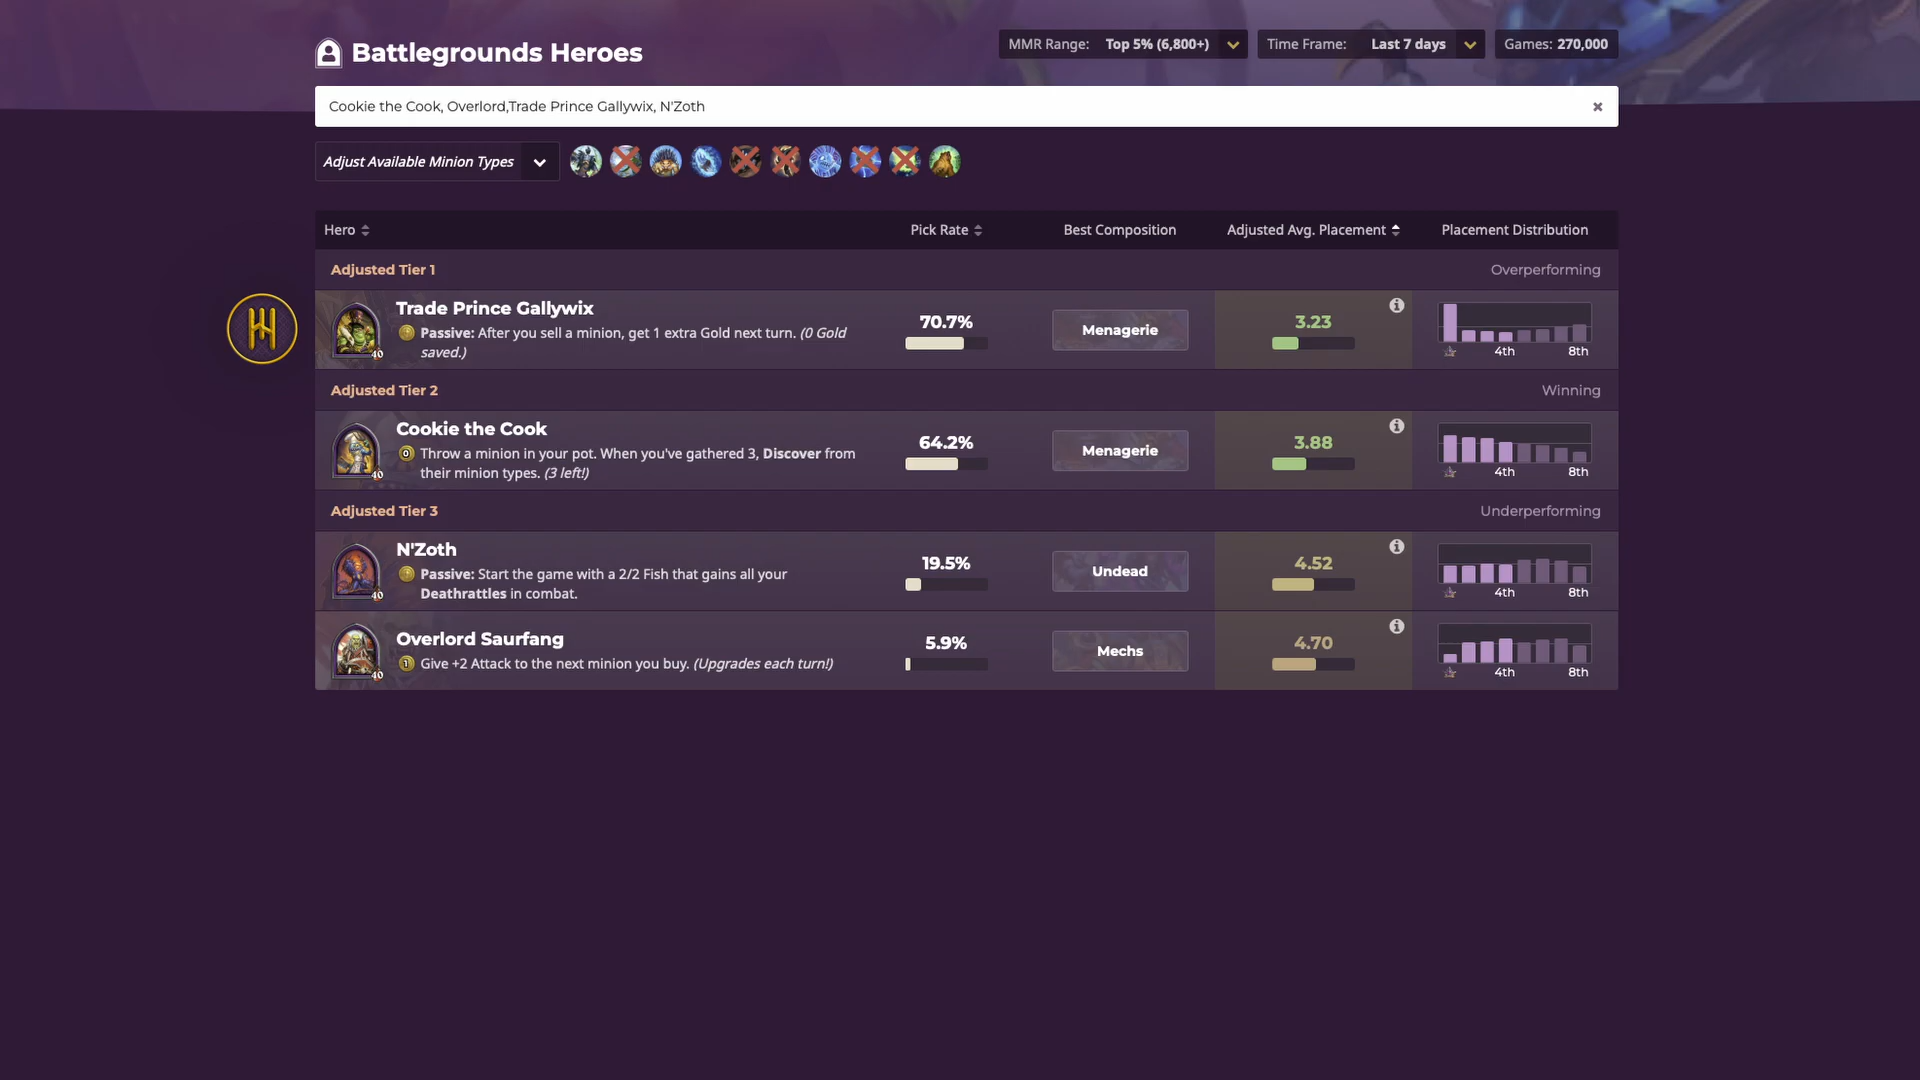 Battlegrounds Heroes
MMR Range: Top 5% (6,800+)
Time Frame: Last 7 days
Games: 270,000
Cookie the Cook, Overlord,Trade Prince Gallywix, N'Zoth
Adjust Available Minion Types
Hero Pick Rate Best Composition Adjusted Avg. Placement Placement Distribution
Adjusted Tier 1 Overperforming
Trade Prince Gallywix
Passive: After you sell a minion, get 1 extra Gold next turn. (0 Gold
saved.)
40
70.7%
Menagerie
3.23
4th 8th
Adjusted Tier 2 Winning
Cookie the Cook
0 Throw a minion in your pot. When you've gathered 3, Discover from
their minion types. (3 left!)
40
64.2%
Menagerie
3.88
4th 8th
Adjusted Tier 3 Underperforming
N'Zoth
Passive: Start the game with a 2/2 Fish that gains all your
Deathrattles in combat.
40
19.5%
Undead
4.52
4th 8th
Overlord Saurfang
1 Give +2 Attack to the next minion you buy. (Upgrades each turn!)
40
5.9%
Mechs
4.70
4th 8th